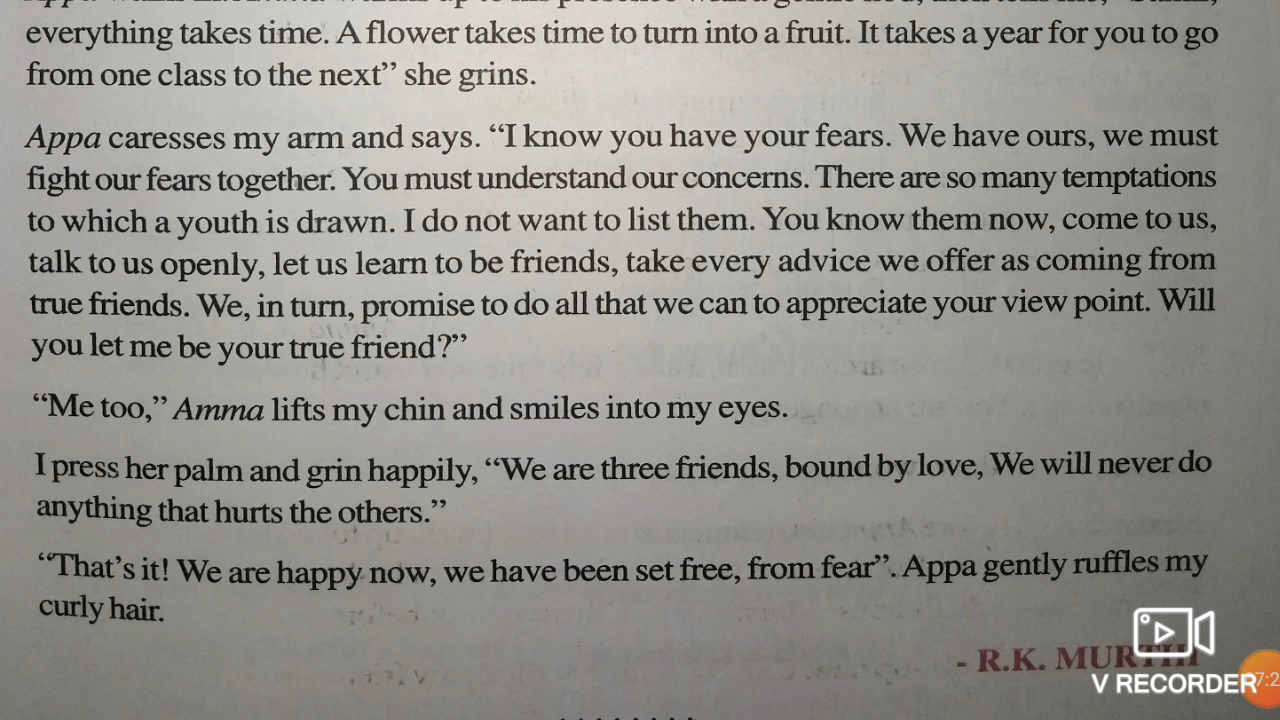 everything takes time. A flower takes time to turn into a fruit. It takes a year for you to go
from one class to the next” she grins.
Appa caresses my arm and says. “I know you have your fears. We have ours, we must
fight our fears together. You must understand our concerns. There are so many temptations
to which a youth is drawn. I do not want to list them. You know them now, come to us,
talk to us openly, let us learn to be friends, take every advice we offer as coming from
true friends. We, in turn, promise to do all that we can to appreciate your view point. Will
you let me be your true friend?”
“Me too,” Amma lifts my chin and smiles into my eyes.
I press her palm and grin happily, “We are three friends, bound by love, We will never do
anything that hurts the others.”
“That’s it! We are happy now, we have been set free, from fear”. Appa gently ruffles my
curly hair.
- R.K. MURTHI
V RECORDER